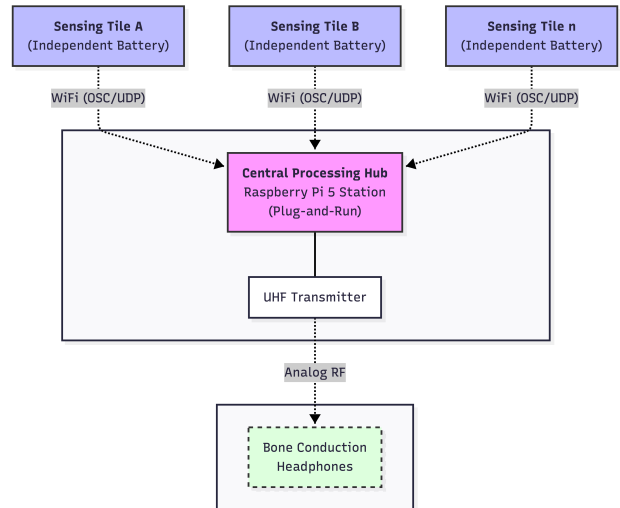 Sensing Tile A
(Independent Battery)
Sensing Tile B
(Independent Battery)
Sensing Tile n
(Independent Battery)
WiFi (OSC/UDP)
WiFi (OSC/UDP)
WiFi (OSC/UDP)
Central Processing Hub
Raspberry Pi 5 Station
(Plug-and-Run)
UHF Transmitter
Analog RF
Bone Conduction
Headphones